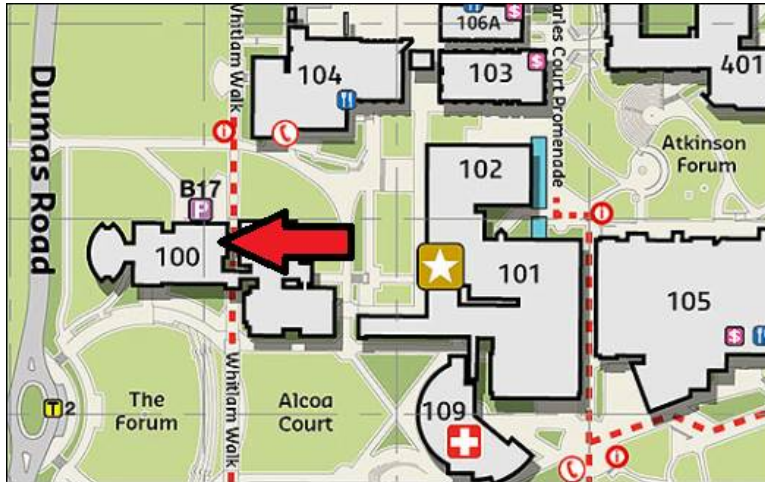 106A
$
Whitlam Walk
104
103
$
arles Court Promenade
401
Dumas Road
i
Atkinson
Forum
102
B17
P
i
100
101
105
$
Whitlam Walk
T 2
The
Forum
Alcoa
Court
109
i